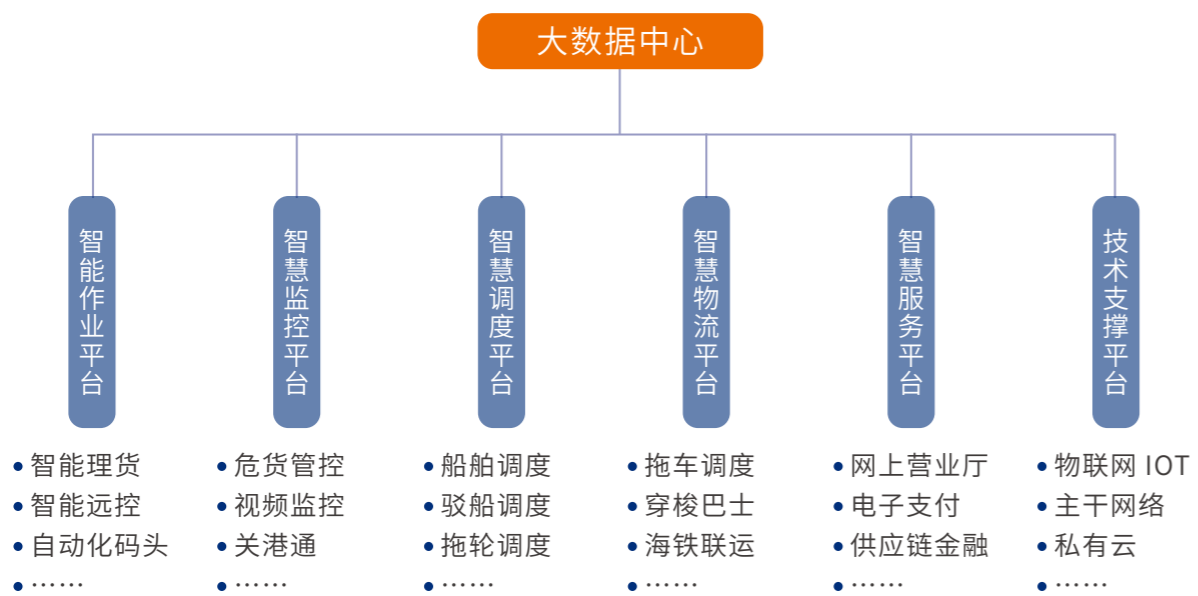 大数据中心
智能作业平台
智慧监控平台
智慧调度平台
智慧物流平台
智慧服务平台
技术支撑平台
• 智能理货
• 智能远控
• 自动化码头
• ……
• 危货管控
• 视频监控
• 关港通
• ……
• 船舶调度
• 驳船调度
• 拖轮调度
• ……
• 拖车调度
• 穿梭巴士
• 海铁联运
• ……
• 网上营业厅
• 电子支付
• 供应链金融
• ……
• 物联网 IOT
• 主干网络
• 私有云
• ……